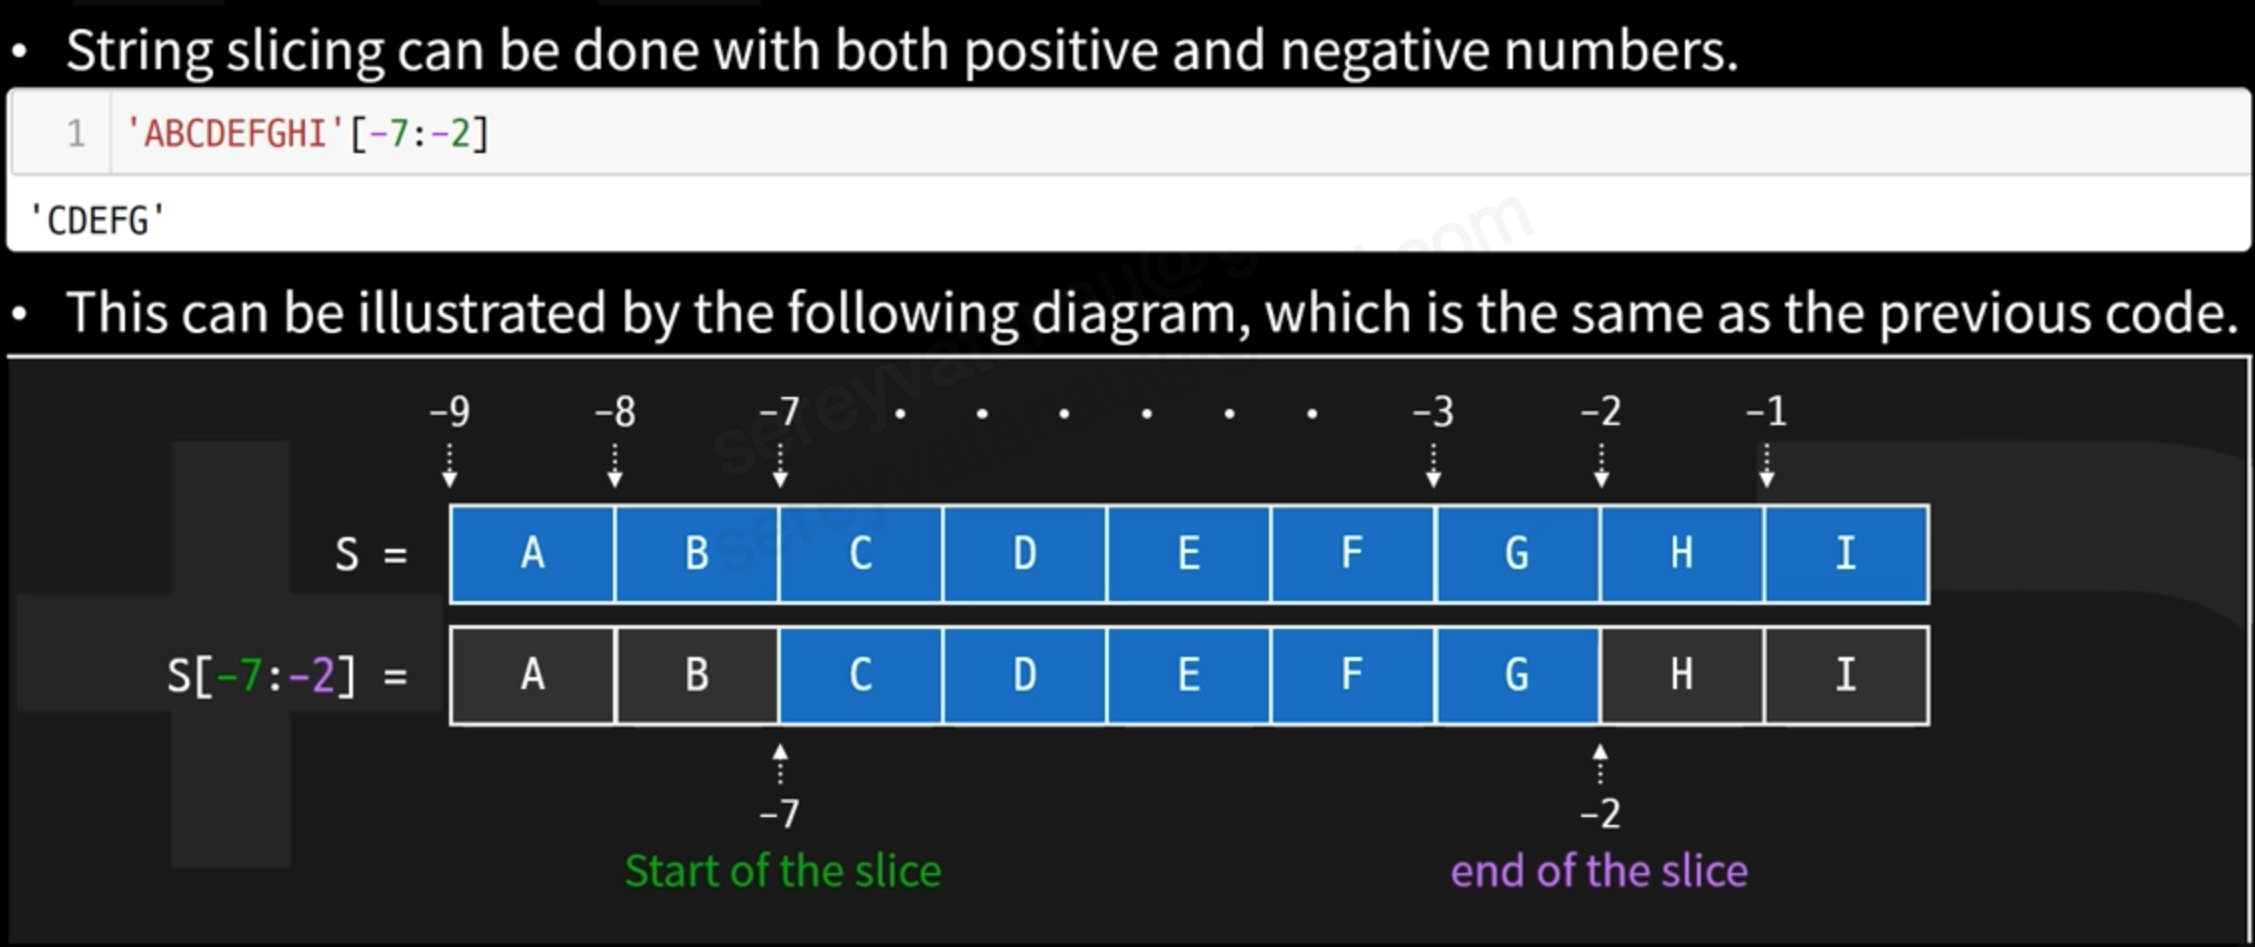 • String slicing can be done with both positive and negative numbers.
1 'ABCDEFGHI'[-7:-2]
'CDEFG'
• This can be illustrated by the following diagram, which is the same as the previous code.
-9 -8 -7 • • • • • • -3 -2 -1
S = A B C D E F G H I
S[-7:-2] = A B C D E F G H I
-7 -2
Start of the slice end of the slice